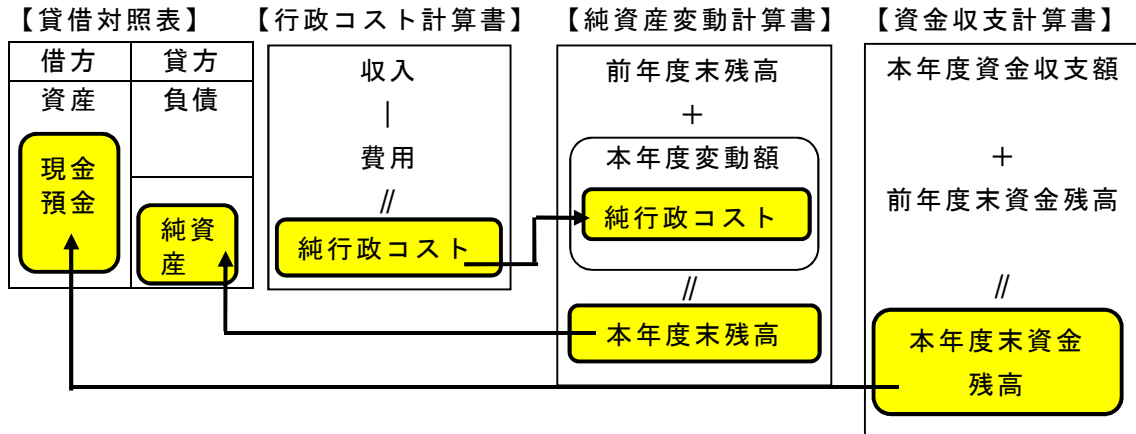 【貸借対照表】
借方 貸方
資産 負債
現金
預金
純資
産
【行政コスト計算書】
収入
|
費用
//
純行政コスト
【純資産変動計算書】
前年度末残高
+
本年度変動額
純行政コスト
//
本年度末残高
【資金収支計算書】
本年度資金収支額
+
前年度末資金残高
//
本年度末資金
残高